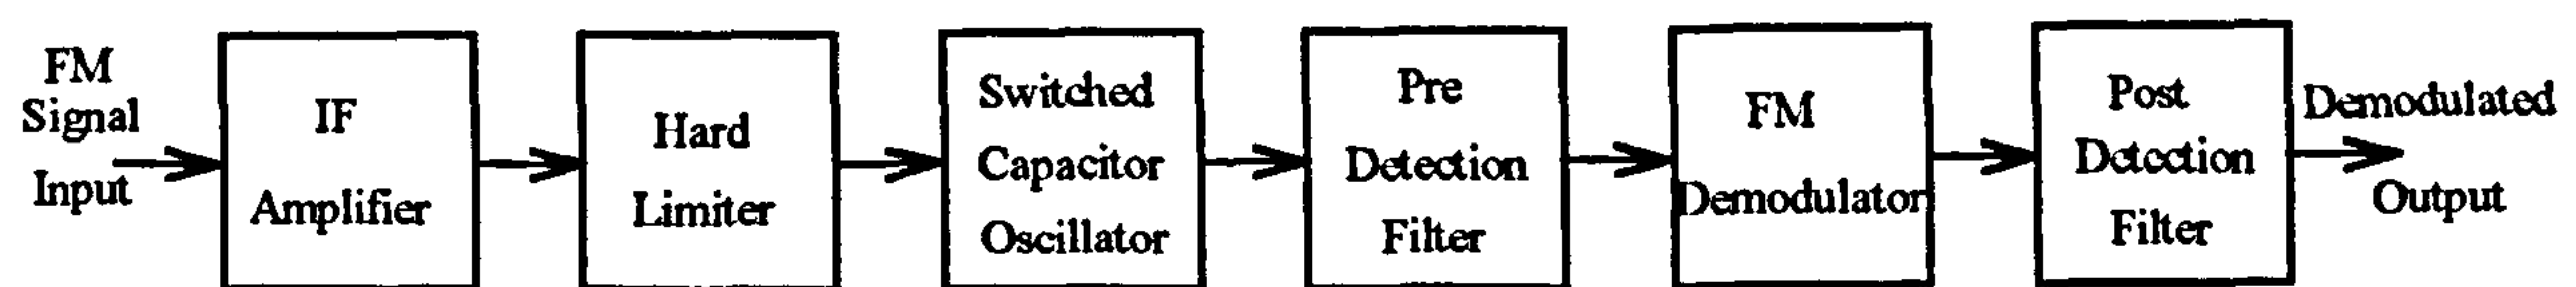 FM
Signal
Input
IF
Amplifier
Hard
Limiter
Switched
Capacitor
Oscillator
Pre
Detection
Filter
FM
Demodulator
Post
Detection
Filter
Demodulated
Output